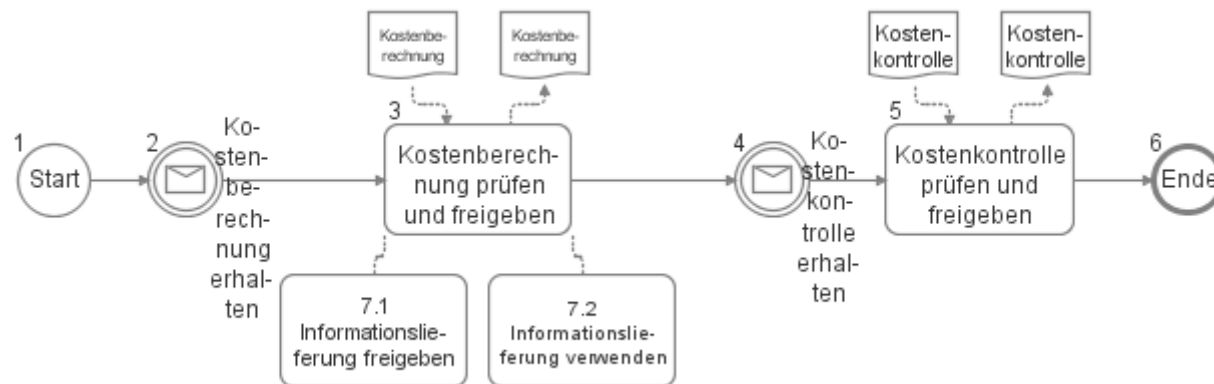 Kostenbe-
rechnung
Kostenbe-
rechnung
Kosten-
kontrolle
Kosten-
kontrolle
1
Start
2
Ko-
sten-
be-
rech-
nung
erhal-
ten
3
Kostenberech-
nung prüfen
und freigeben
4
Ko-
sten-
kon-
trolle
erhal-
ten
5
Kostenkontrolle
prüfen und
freigeben
6
Ende
7.1
Informationslie-
ferung freigeben
7.2
Informationslie-
ferung verwenden